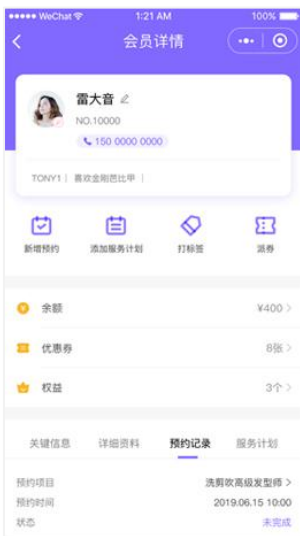 WeChat 1:21 AM 100%
会员详情
雷大音
NO.10000
150 0000 0000
TONY1 | 喜欢金刚芭比甲 |
新增预约 添加服务计划 打标签 派券
余额 ¥400 >
优惠券 8张 >
权益 3个 >
关键信息 详细资料 预约记录 服务计划
预约项目 洗剪吹高级发型师 >
预约时间 2019.06.15 10:00
状态 未完成